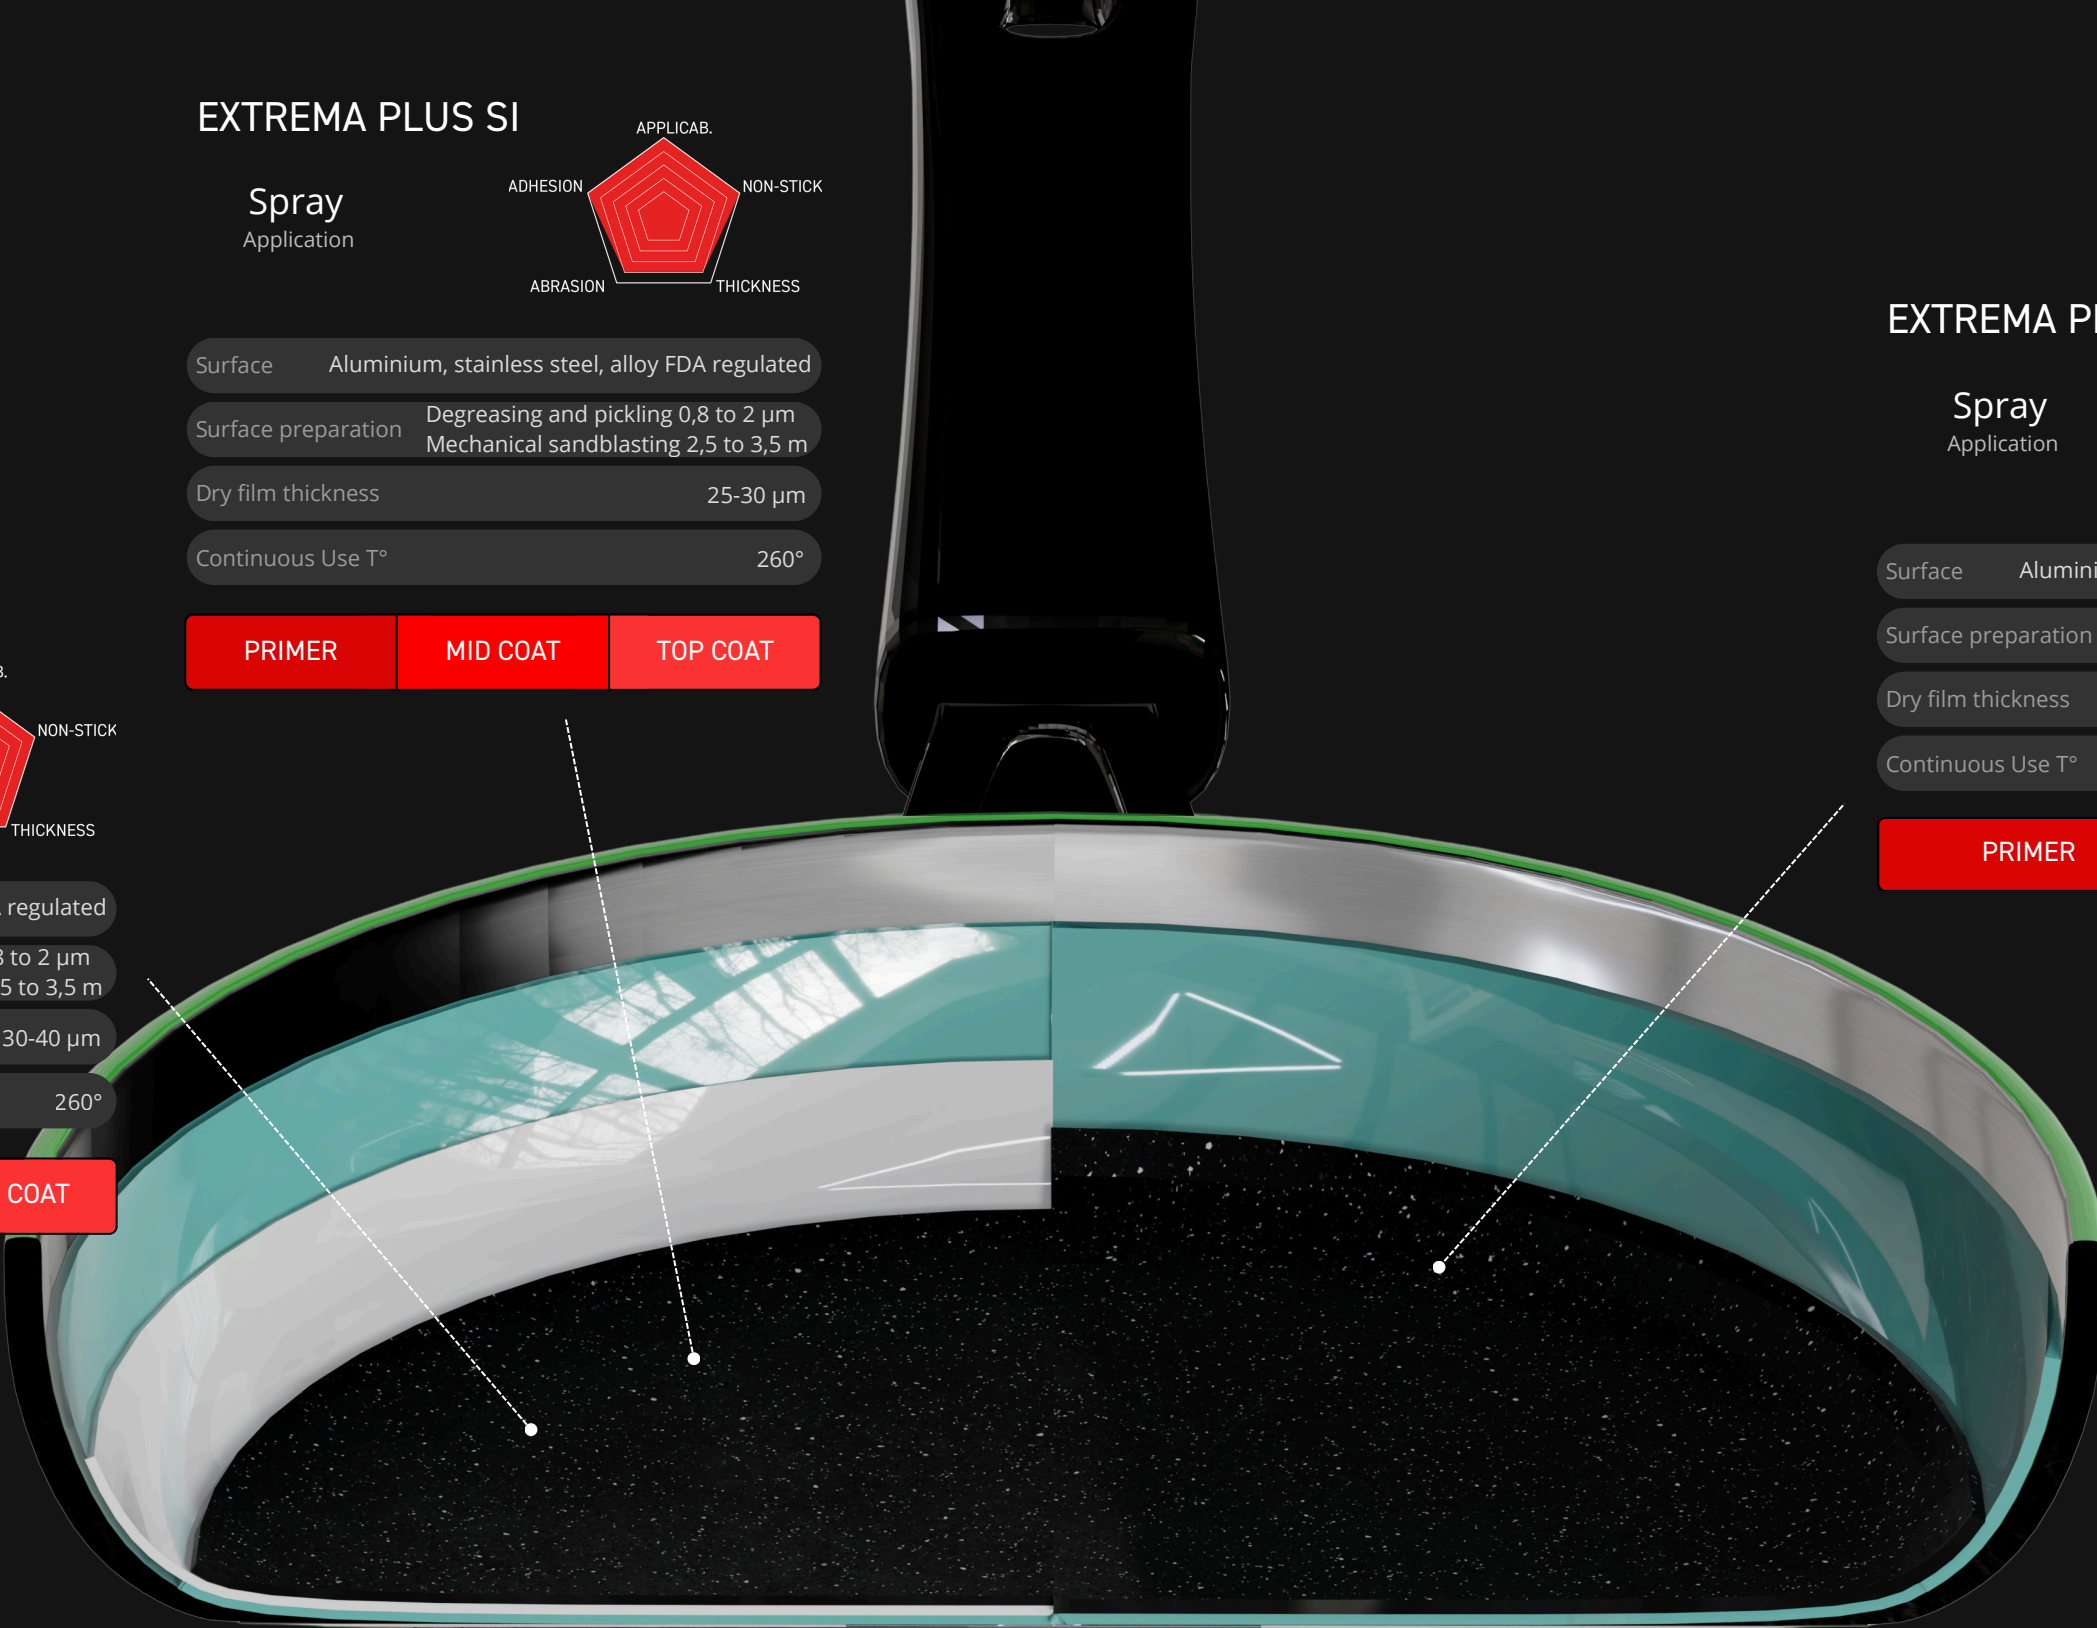 EXTREMA PLUS SI
Spray
Application
APPLICAB.
ADHESION
NON-STICK
ABRASION
THICKNESS
Surface Aluminium, stainless steel, alloy FDA regulated
Surface preparation Degreasing and pickling 0,8 to 2 µm
Mechanical sandblasting 2,5 to 3,5 m
Dry film thickness 25-30 µm
Continuous Use T° 260°
PRIMER MID COAT TOP COAT
NON-STICK
THICKNESS
regulated
to 2 µm
5 to 3,5 m
30-40 µm
260°
COAT
EXTREMA
Spray
Application
Surface
Surface preparation
Dry film thickness
Continuous Use T°
PRIMER